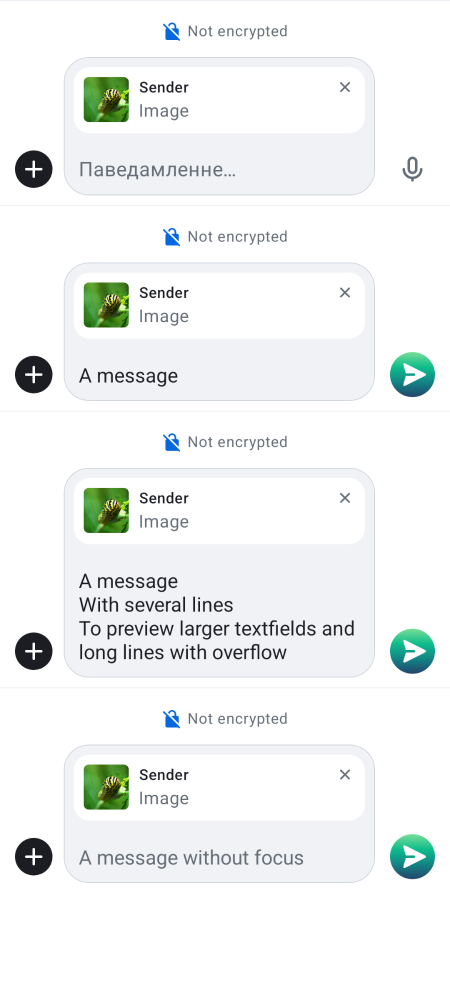 Not encrypted
Sender
Image
Паведамленне…
Not encrypted
Sender
Image
A message
Not encrypted
Sender
Image
A message
With several lines
To preview larger textfields and
long lines with overflow
Not encrypted
Sender
Image
A message without focus